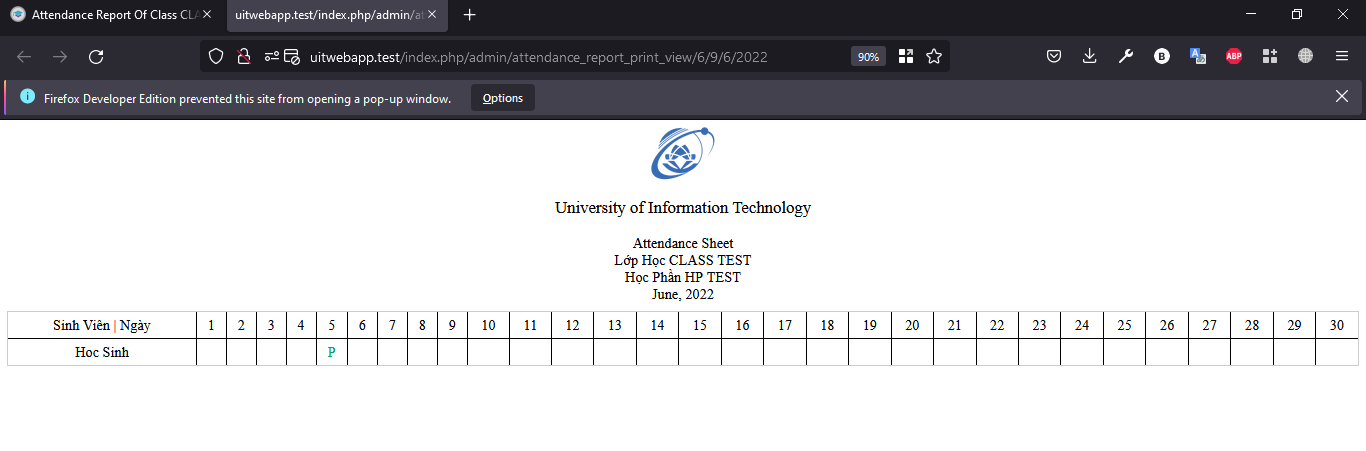 Attendance Report Of Class CLA
uitwebapp.test/index.php/admin/at
uitwebapp.test/index.php/admin/attendance_report_print_view/6/9/6/2022
90%
B
ABP
Firefox Developer Edition prevented this site from opening a pop-up window.
Options
University of Information Technology
Attendance Sheet
Lớp Học CLASS TEST
Học Phần HP TEST
June, 2022
Sinh Viên | Ngày 1 2 3 4 5 6 7 8 9 10 11 12 13 14 15 16 17 18 19 20 21 22 23 24 25 26 27 28 29 30
Hoc Sinh P